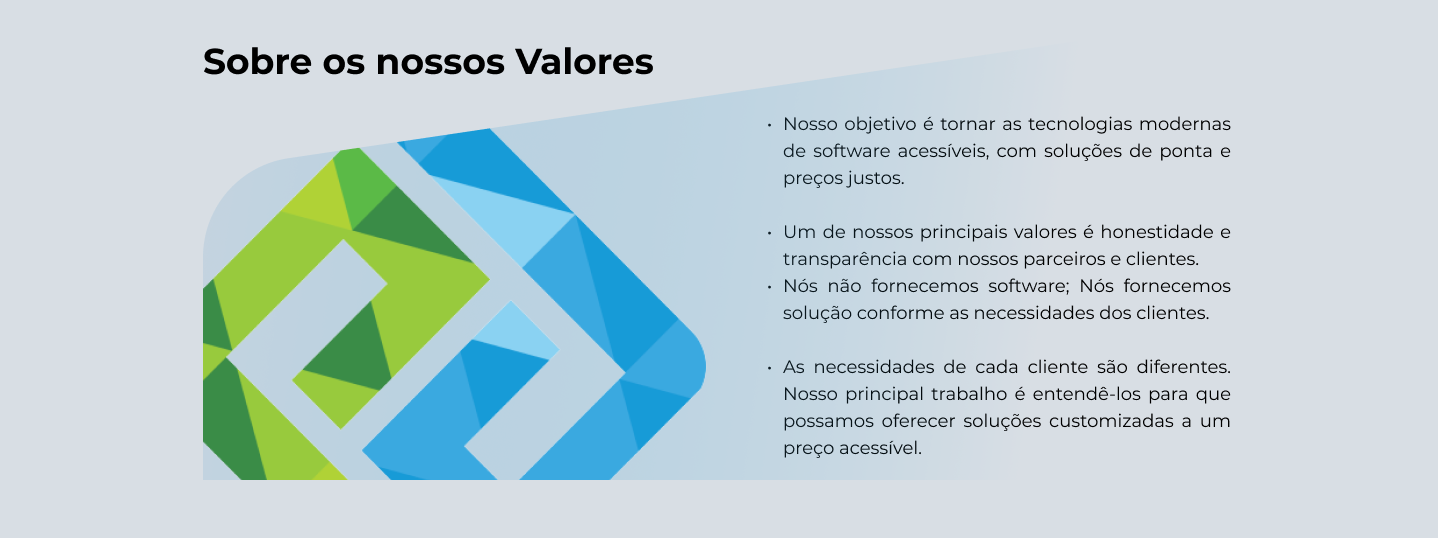 Sobre os nossos Valores
• Nosso objetivo é tornar as tecnologias modernas
de software acessíveis, com soluções de ponta e
preços justos.
• Um de nossos principais valores é honestidade e
transparência com nossos parceiros e clientes.
• Nós não fornecemos software; Nós fornecemos
solução conforme as necessidades dos clientes.
• As necessidades de cada cliente são diferentes.
Nosso principal trabalho é entendê-los para que
possamos oferecer soluções customizadas a um
preço acessível.